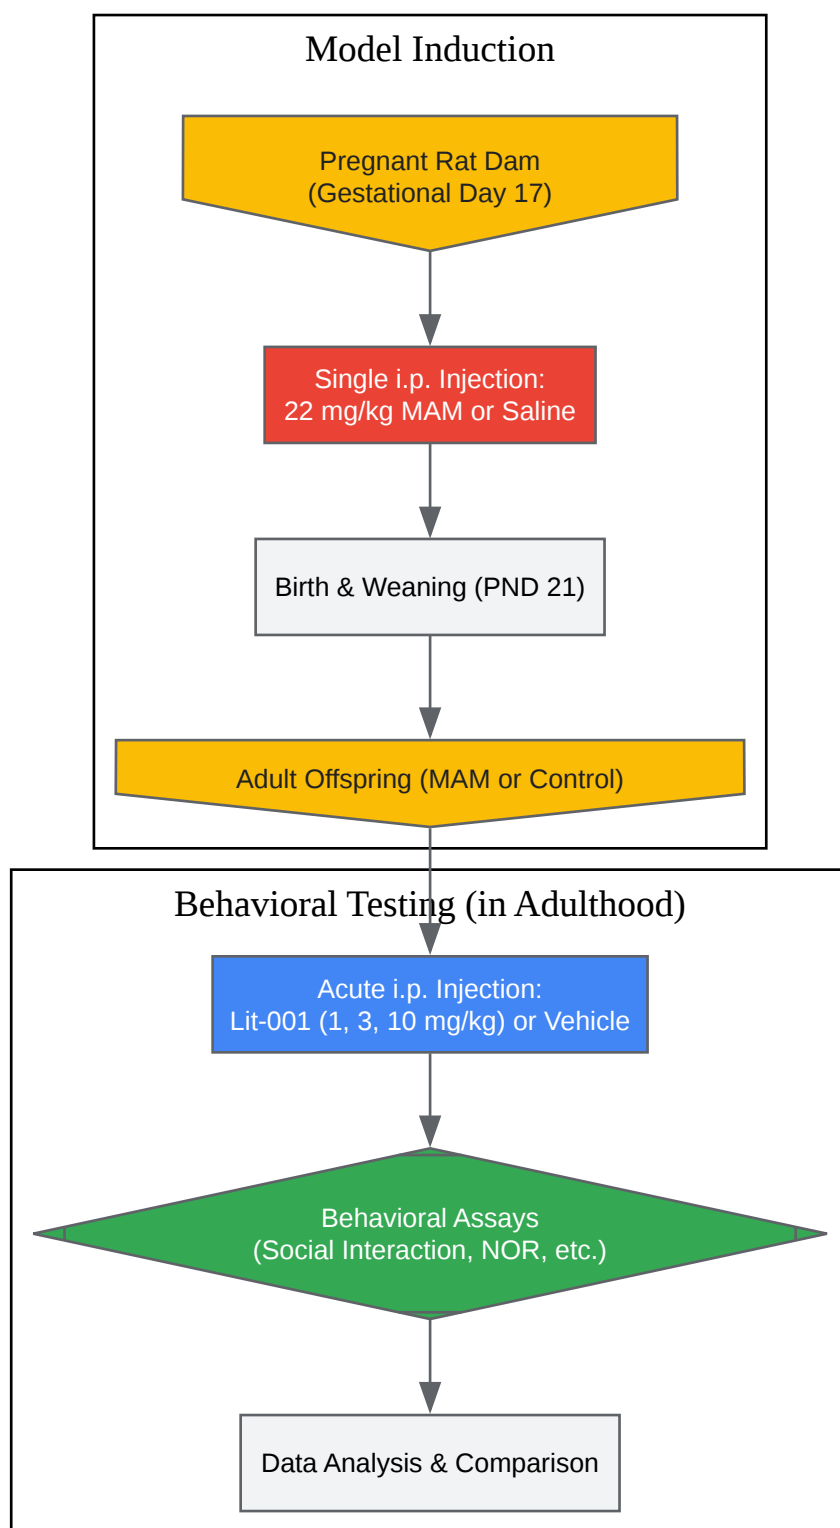 Model Induction
Pregnant Rat Dam
(Gestational Day 17)
Single i.p. Injection:
22 mg/kg MAM or Saline
Birth & Weaning (PND 21)
Adult Offspring (MAM or Control)
Behavioral Testing (in Adulthood)
Acute i.p. Injection:
Lit-001 (1, 3, 10 mg/kg) or Vehicle
Behavioral Assays
(Social Interaction, NOR, etc.)
Data Analysis & Comparison